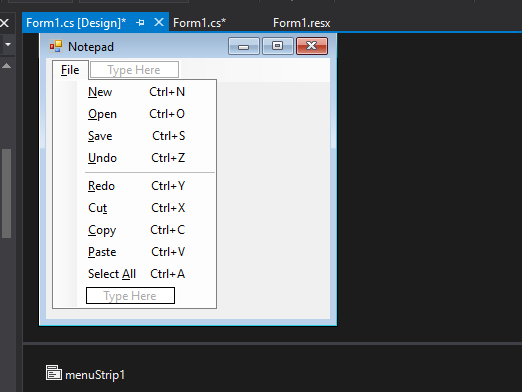 Form1.cs [Design]* Form1.cs* Form1.resx
Notepad
File Type Here
New Ctrl+N
Open Ctrl+O
Save Ctrl+S
Undo Ctrl+Z
Redo Ctrl+Y
Cut Ctrl+X
Copy Ctrl+C
Paste Ctrl+V
Select All Ctrl+A
Type Here
menuStrip1